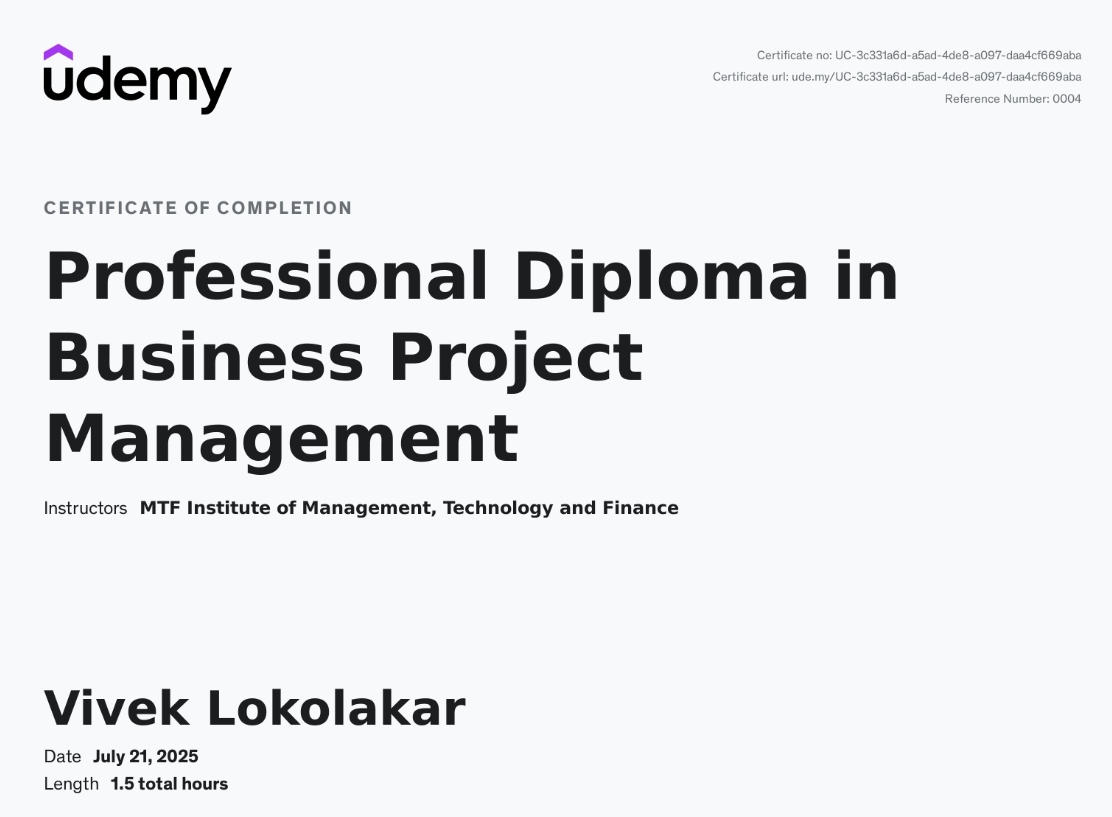 udemy
Certificate no: UC-3c331a6d-a5ad-4de8-a097-daa4cf669aba
Certificate url: ude.my/UC-3c331a6d-a5ad-4de8-a097-daa4cf669aba
Reference Number: 0004
CERTIFICATE OF COMPLETION
Professional Diploma in
Business Project
Management
Instructors MTF Institute of Management, Technology and Finance
Vivek Lokolakar
Date July 21, 2025
Length 1.5 total hours